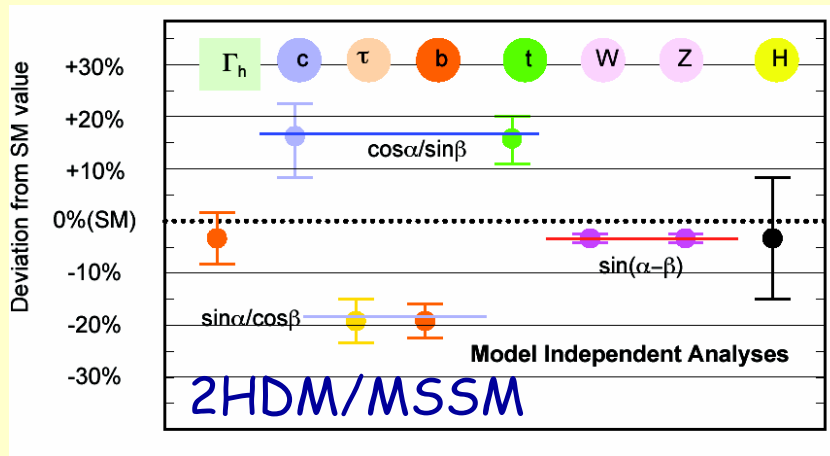 Deviation from SM value
+30%
+20%
+10%
0%(SM)
-10%
-20%
-30%
Γh c τ b t W Z H
cosα/sinβ
sin(α−β)
sinα/cosβ
Model Independent Analyses
2HDM/MSSM